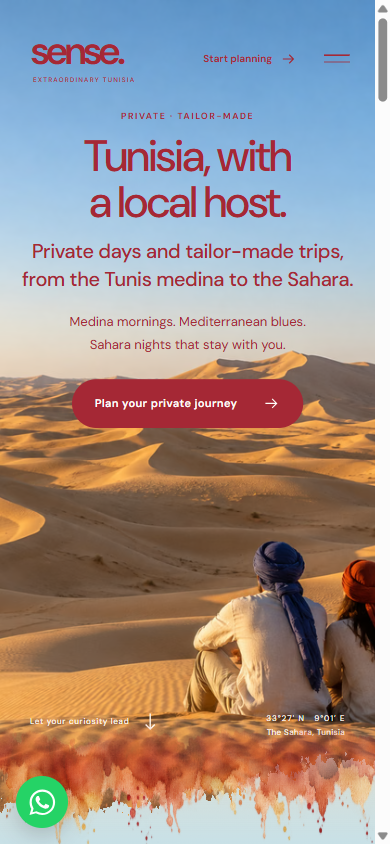 sense.
EXTRAORDINARY TUNISIA
Start planning
PRIVATE · TAILOR-MADE
Tunisia, with
a local host.
Private days and tailor-made trips,
from the Tunis medina to the Sahara.
Medina mornings. Mediterranean blues.
Sahara nights that stay with you.
Plan your private journey
Let your curiosity lead
33°27' N 9°01' E
The Sahara, Tunisia